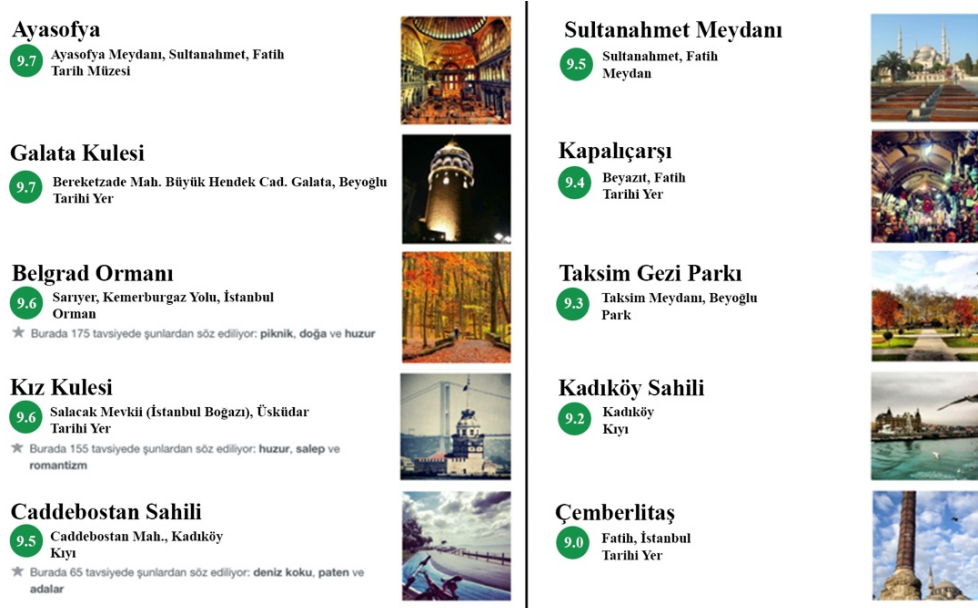 Ayasofya
9.7
Ayasofya Meydanı, Sultanahmet, Fatih
Tarih Müzesi
Galata Kulesi
9.7
Bereketzade Mah. Büyük Hendek Cad. Galata, Beyoğlu
Tarihi Yer
Belgrad Ormanı
9.6
Sarıyer, Kemerburgaz Yolu, İstanbul
Orman
Burada 175 tavsiyede şunlardan söz ediliyor: piknik, doğa ve huzur
Kız Kulesi
9.6
Salacak Mevkii (İstanbul Boğazı), Üsküdar
Tarihi Yer
Burada 155 tavsiyede şunlardan söz ediliyor: huzur, salep ve
romantizm
Caddebostan Sahili
9.5
Caddebostan Mah., Kadıköy
Kıyı
Burada 65 tavsiyede şunlardan söz ediliyor: deniz koku, paten ve
adalar
Sultanahmet Meydanı
9.5
Sultanahmet, Fatih
Meydan
Kapalıçarşı
9.4
Beyazıt, Fatih
Tarihi Yer
Taksim Gezi Parkı
9.3
Taksim Meydanı, Beyoğlu
Park
Kadıköy Sahili
9.2
Kadıköy
Kıyı
Çemberlitaş
9.0
Fatih, İstanbul
Tarihi Yer